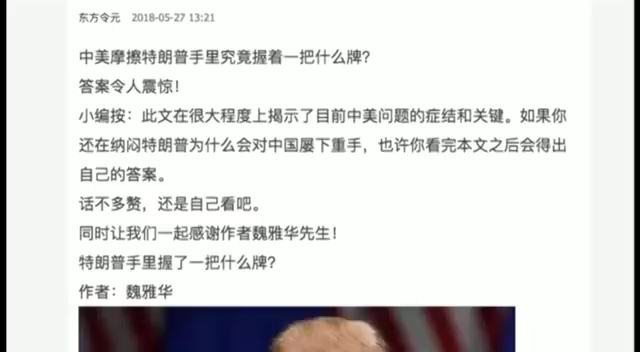 东方令元 2018-05-27 13:21
中美摩擦特朗普手里究竟握着一把什么牌?
答案令人震惊!
小编按：此文在很大程度上揭示了目前中美问题的症结和关键。如果你
还在纳闷特朗普为什么会对中国屡下重手，也许你看完本文之后会得出
自己的答案。
话不多赘，还是自己看吧。
同时让我们一起感谢作者魏雅华先生!
特朗普手里握了一把什么牌?
作者：魏雅华